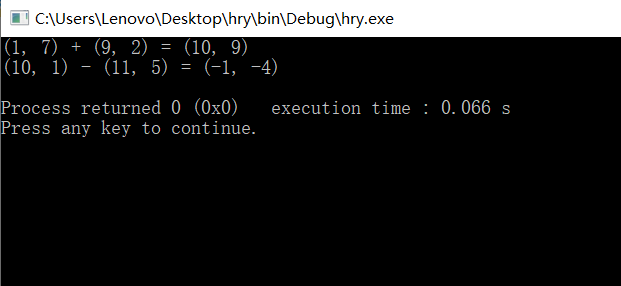 C:\Users\Lenovo\Desktop\hry\bin\Debug\hry.exe
(1, 7) + (9, 2) = (10, 9)
(10, 1) - (11, 5) = (-1, -4)
Process returned 0 (0x0)   execution time : 0.066 s
Press any key to continue.